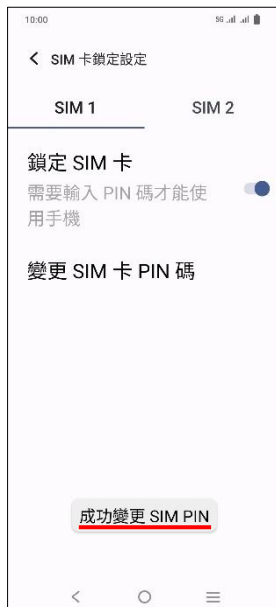 10:00 5G
SIM 卡鎖定設定
SIM 1 SIM 2
鎖定 SIM 卡
需要輸入 PIN 碼才能使
用手機
變更 SIM 卡 PIN 碼
成功變更 SIM PIN